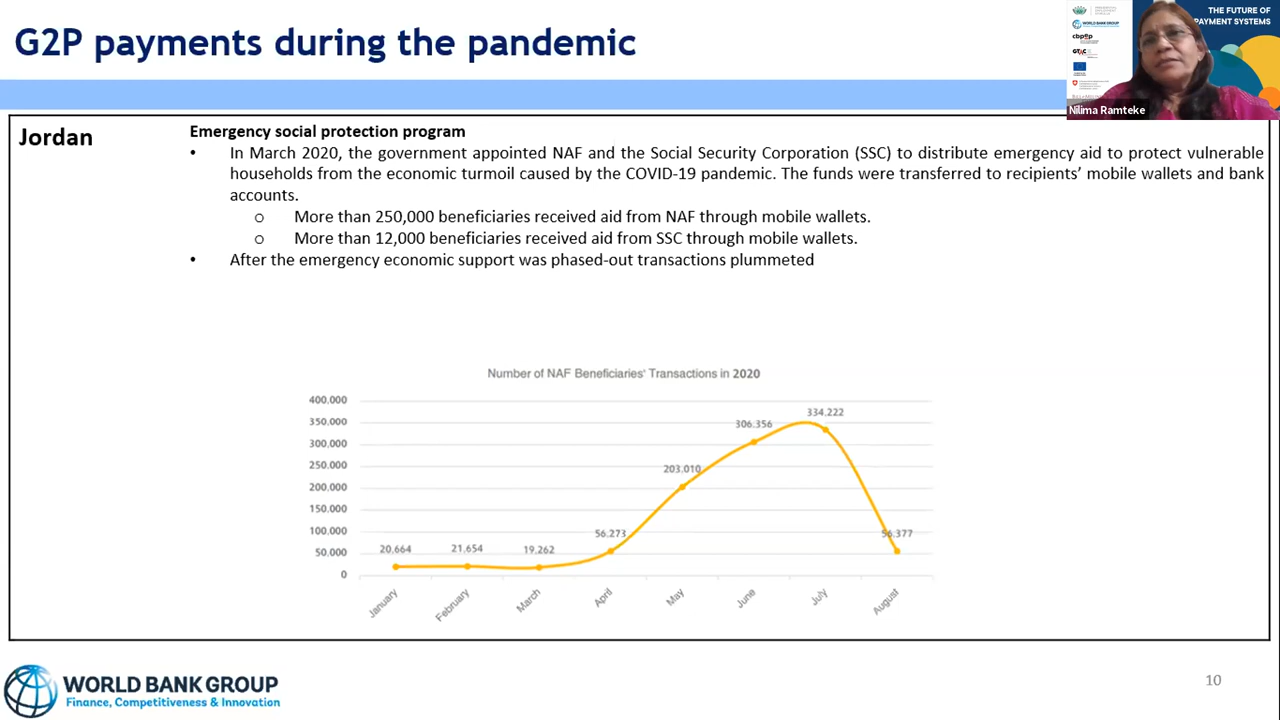 G2P payments during the pandemic
THE FUTURE OF
PAYMENT SYSTEMS
WORLD BANK GROUP
cbpop
Nilima Ramteke
Jordan
Emergency social protection program
• In March 2020, the government appointed NAF and the Social Security Corporation (SSC) to distribute emergency aid to protect vulnerable
households from the economic turmoil caused by the COVID-19 pandemic. The funds were transferred to recipients’ mobile wallets and bank
accounts.
o More than 250,000 beneficiaries received aid from NAF through mobile wallets.
o More than 12,000 beneficiaries received aid from SSC through mobile wallets.
• After the emergency economic support was phased-out transactions plummeted
Number of NAF Beneficiaries' Transactions in 2020
400.000
350.000
300.000
250.000
200.000
150.000
100.000
50.000
0
20.664
21.654
19.262
56.273
203.010
306.356
334.222
56.377
January
February
March
April
May
June
July
August
WORLD BANK GROUP
Finance, Competitiveness & Innovation
10